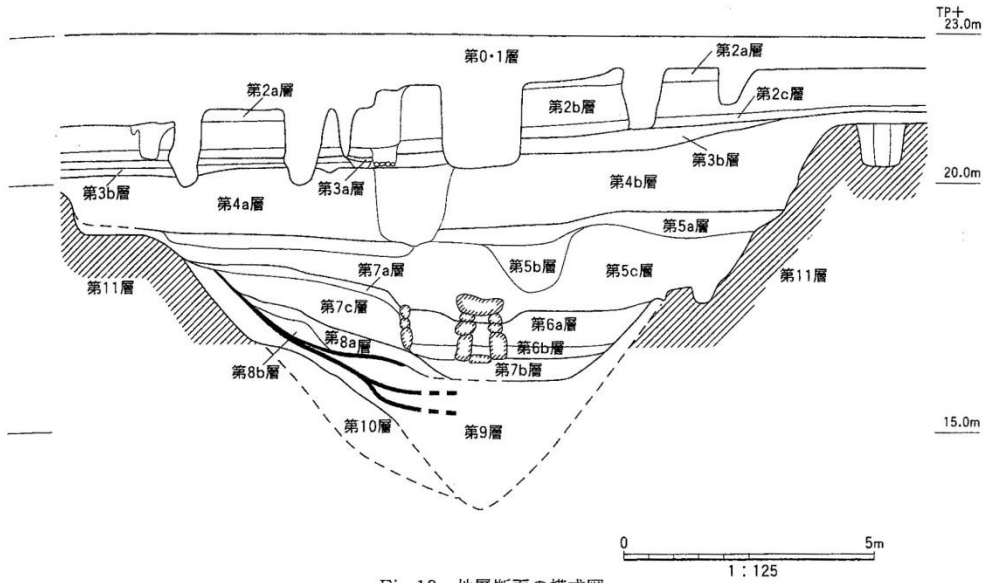 TP+
23.0m
第0・1層
第2a層
第2a層
第2c層
第2b層
第3b層
第3a層
第3b層
20.0m
第4a層
第4b層
第5a層
第5b層
第5c層
第7a層
第11層
第11層
第7c層
第6a層
第8a層
第6b層
第8b層
第7b層
第10層
第9層
15.0m
0 5m
1:125